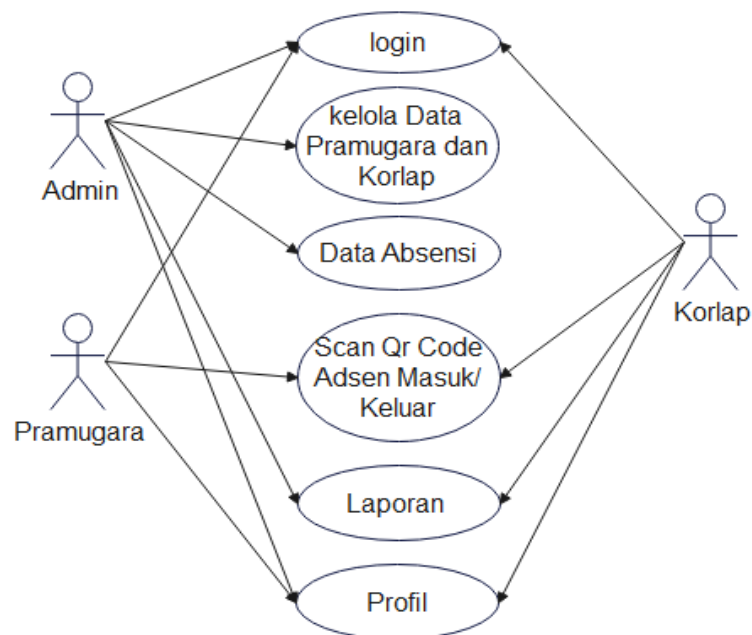 login
kelola Data
Pramugara dan
Korlap
Admin
Data Absensi
Korlap
Scan Qr Code
Adsen Masuk/
Keluar
Pramugara
Laporan
Profil